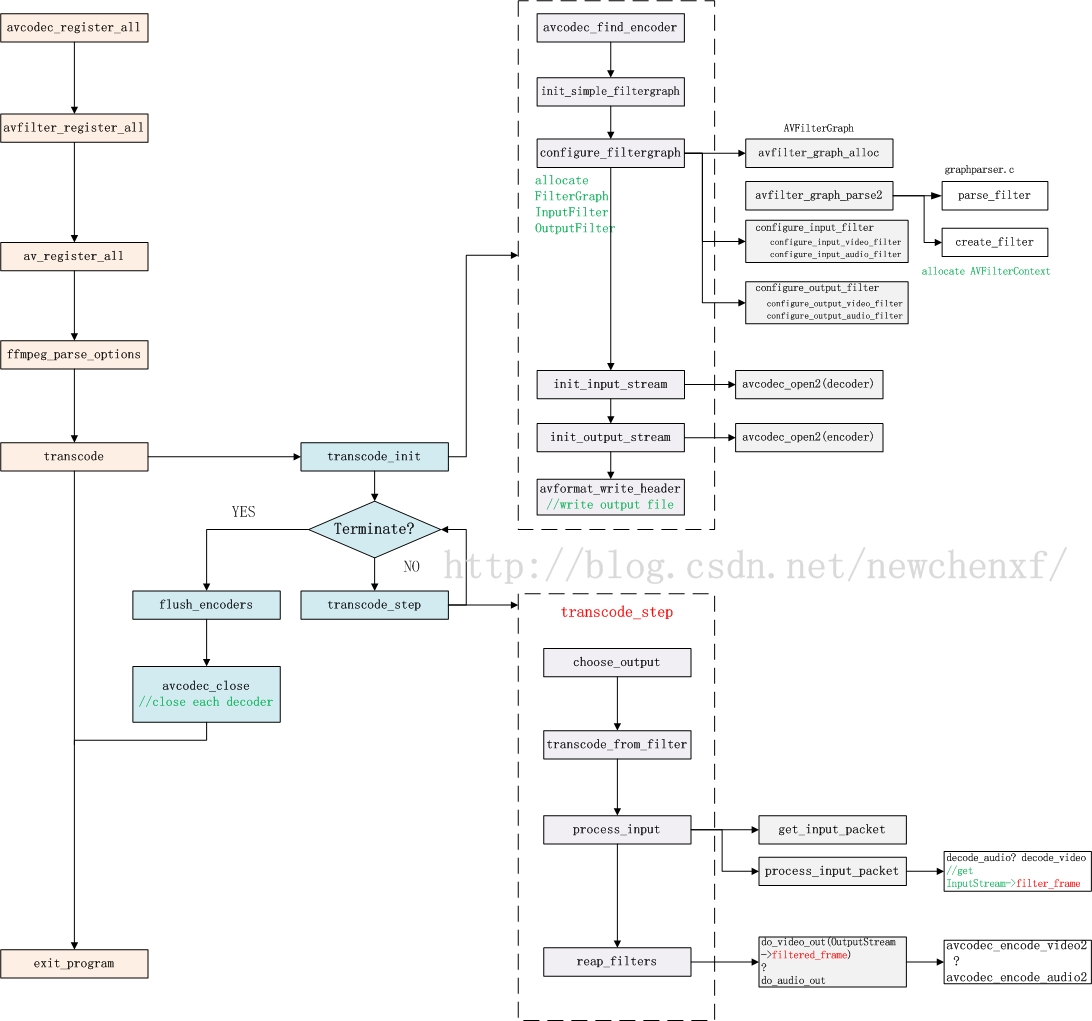 avcodec_register_all
avfilter_register_all
av_register_all
ffmpeg_parse_options
transcode
exit_program
transcode_init
Terminate?
YES
NO
transcode_step
flush_encoders
avcodec_close
//close each decoder
avcodec_find_encoder
init_simple_filtergraph
configure_filtergraph
allocate
FilterGraph
InputFilter
OutputFilter
AVFilterGraph
avfilter_graph_alloc
avfilter_graph_parse2
graphparser.c
parse_filter
create_filter
allocate AVFilterContext
configure_input_filter
configure_input_video_filter
configure_input_audio_filter
configure_output_filter
configure_output_video_filter
configure_output_audio_filter
init_input_stream
avcodec_open2(decoder)
init_output_stream
avcodec_open2(encoder)
avformat_write_header
//write output file
http://blog.csdn.net/newchenxf/
transcode_step
choose_output
transcode_from_filter
process_input
get_input_packet
process_input_packet
decode_audio? decode_video
//get
InputStream->filter_frame
reap_filters
do_video_out(OutputStream
->filtered_frame)
?
do_audio_out
avcodec_encode_video2
?
avcodec_encode_audio2